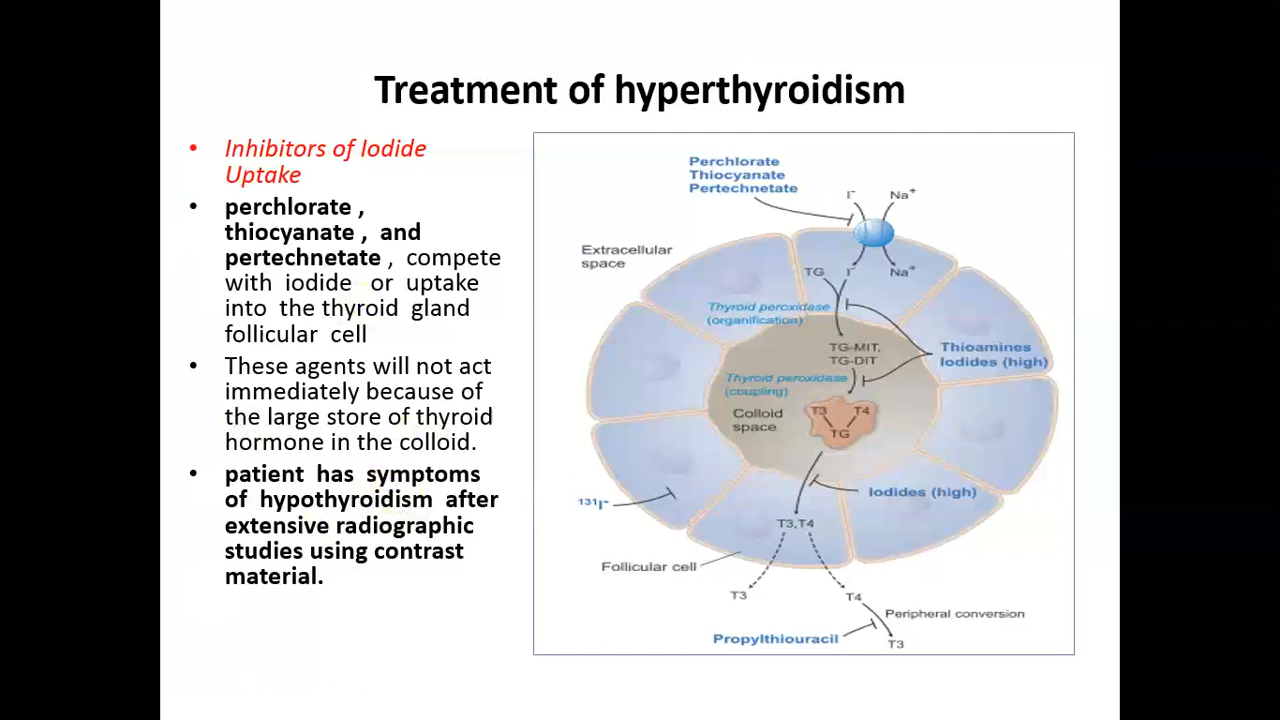 Treatment of hyperthyroidism
• Inhibitors of Iodide
Uptake
• perchlorate ,
thiocyanate , and
pertechnetate , compete
with iodide or uptake
into the thyroid gland
follicular cell
• These agents will not act
immediately because of
the large store of thyroid
hormone in the colloid.
• patient has symptoms
of hypothyroidism after
extensive radiographic
studies using contrast
material.
Perchlorate
Thiocyanate
Pertechnetate
I⁻ Na⁺
Extracellular
space
TG I⁻ Na⁺
Thyroid peroxidase
(organification)
TG-MIT,
TG-DIT
Thioamines
Iodides (high)
Thyroid peroxidase
(coupling)
Colloid
space
T3 T4
TG
Iodides (high)
131I⁻
T3,T4
Follicular cell
T3
T4
Peripheral conversion
Propylthiouracil
T3